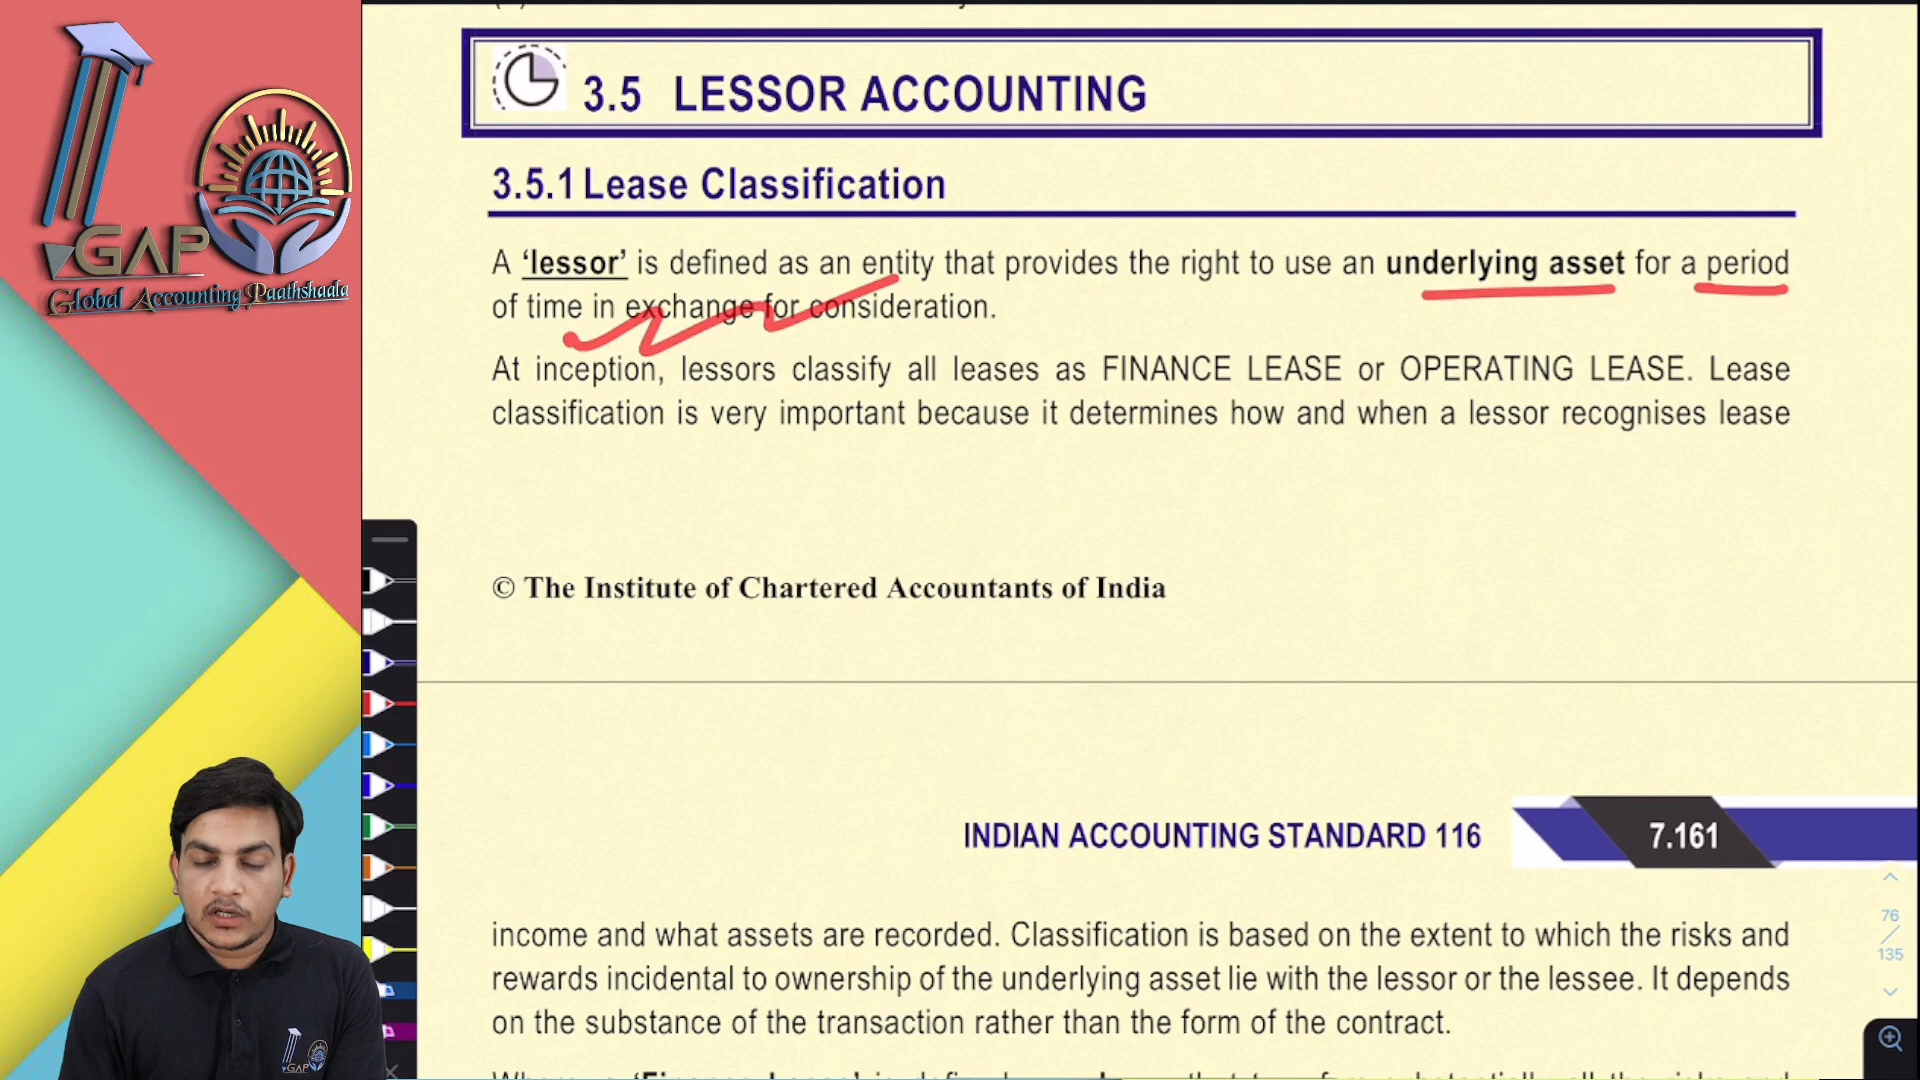 GAP
Global Accounting Paathshaala
3.5 LESSOR ACCOUNTING
3.5.1 Lease Classification
A ‘lessor’ is defined as an entity that provides the right to use an underlying asset for a period
of time in exchange for consideration.
At inception, lessors classify all leases as FINANCE LEASE or OPERATING LEASE. Lease
classification is very important because it determines how and when a lessor recognises lease
© The Institute of Chartered Accountants of India
INDIAN ACCOUNTING STANDARD 116
7.161
76
135
income and what assets are recorded. Classification is based on the extent to which the risks and
rewards incidental to ownership of the underlying asset lie with the lessor or the lessee. It depends
on the substance of the transaction rather than the form of the contract.
GAP